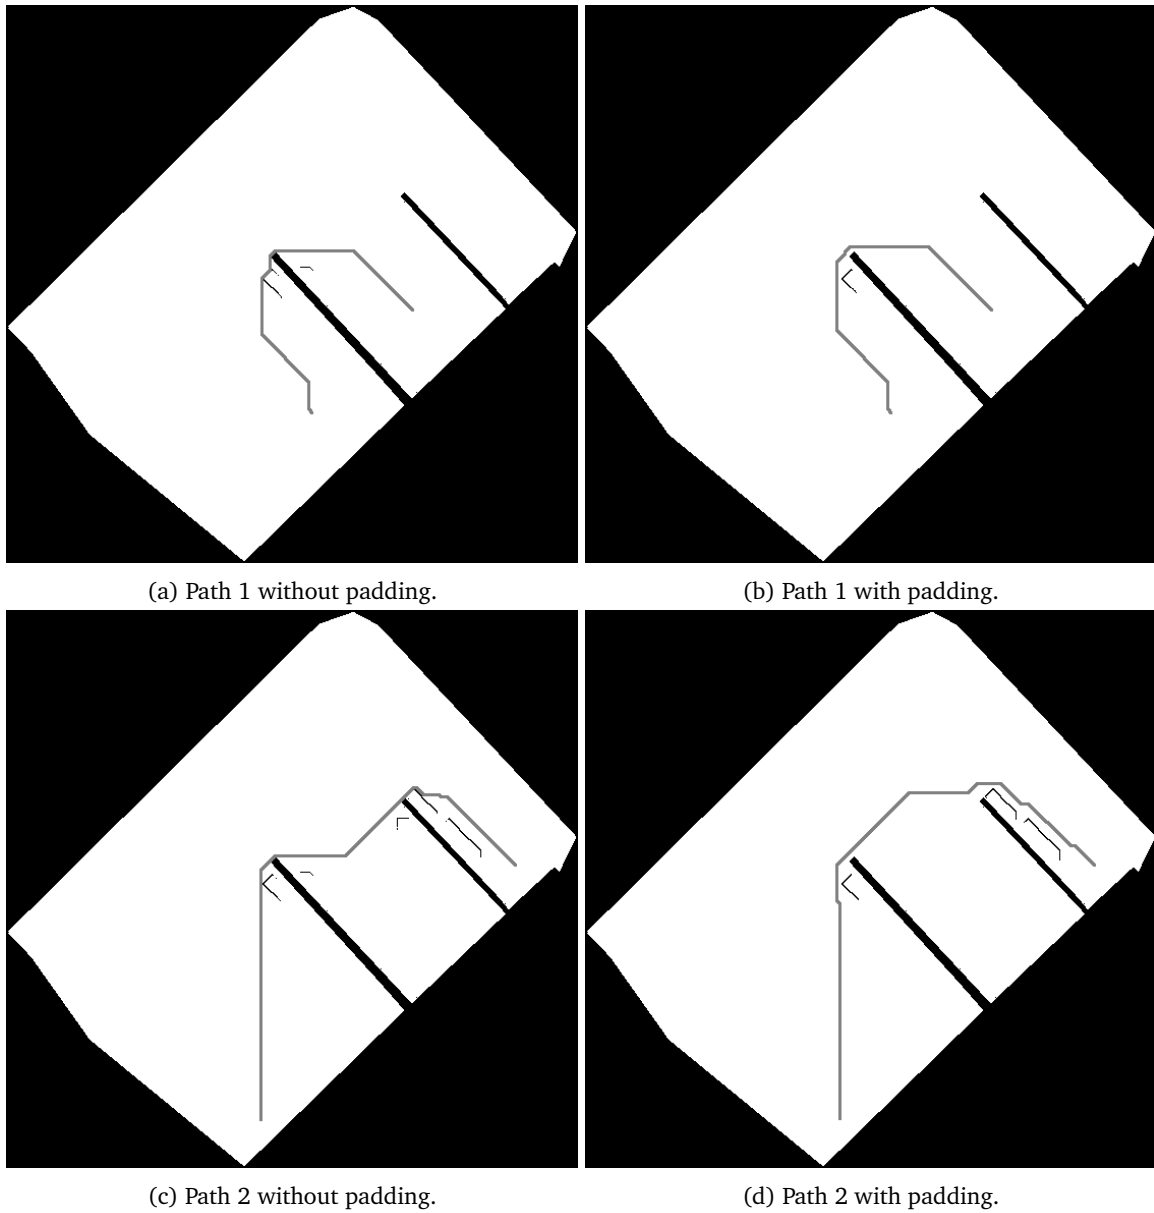 (a) Path 1 without padding.
(b) Path 1 with padding.
(c) Path 2 without padding.
(d) Path 2 with padding.